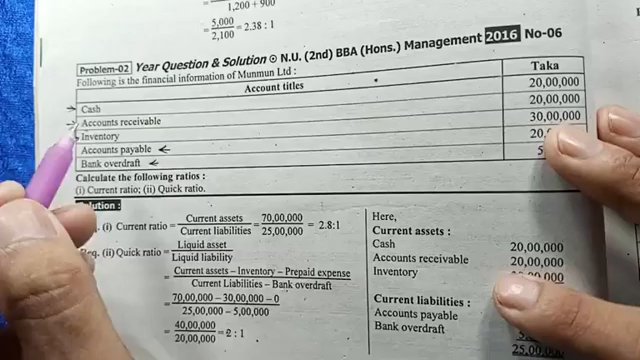 1,200 + 900
= 5,000 / 2,100 = 2.38 : 1
Problem-02 Year Question & Solution ⊙ N.U. (2nd) BBA (Hons.) Management 2016 No-06
Following is the financial information of Munmun Ltd :
Account titles Taka
Cash 20,00,000
Accounts receivable 20,00,000
Inventory 30,00,000
Accounts payable
Bank overdraft
Calculate the following ratios :
(i) Current ratio; (ii) Quick ratio.
Solution :
(i) Current ratio = Current assets / Current liabilities = 70,00,000 / 25,00,000 = 2.8:1
(ii) Quick ratio = Liquid asset / Liquid liability
= Current assets – Inventory – Prepaid expense / Current Liabilities – Bank overdraft
= 70,00,000 – 30,00,000 – 0 / 25,00,000 – 5,00,000
= 40,00,000 / 20,00,000 = 2 : 1
Here,
Current assets :
Cash 20,00,000
Accounts receivable 20,00,000
Inventory
Current liabilities :
Accounts payable
Bank overdraft
25,00,000